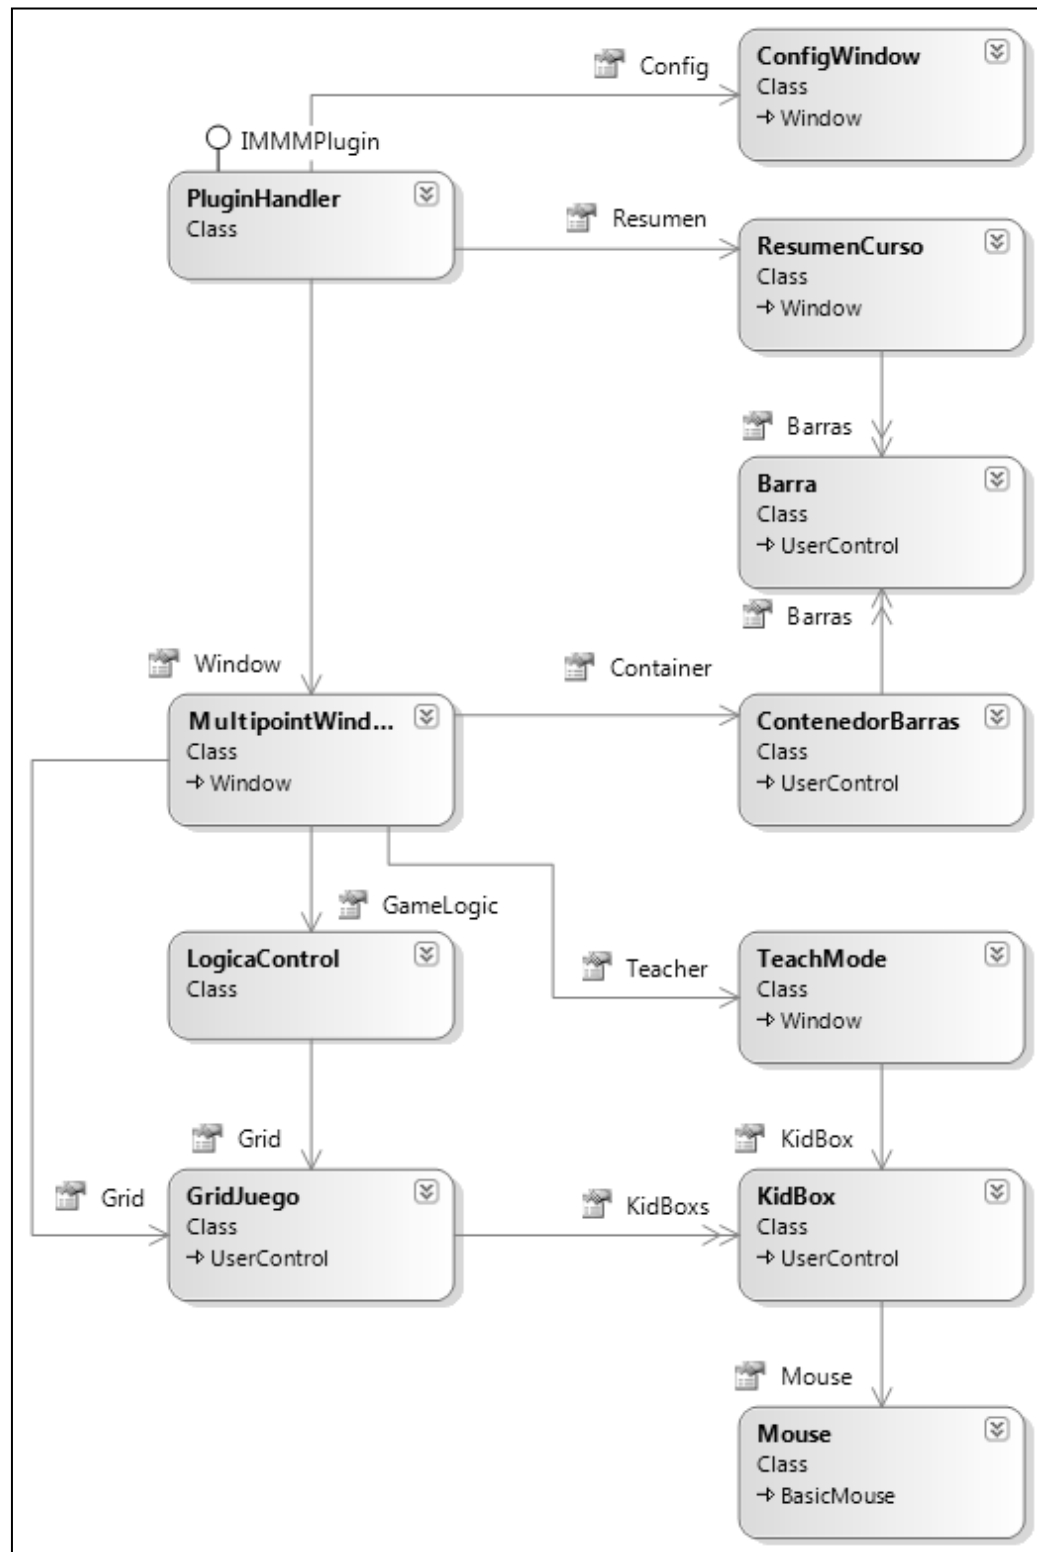 Config
ConfigWindow
Class
Window
IMMMPlugin
PluginHandler
Class
Resumen
ResumenCurso
Class
Window
Barras
Barra
Class
UserControl
Barras
Window
Container
MultipointWind...
Class
Window
ContenedorBarras
Class
UserControl
GameLogic
LogicaControl
Class
Teacher
TeachMode
Class
Window
Grid
KidBox
Grid
GridJuego
Class
UserControl
KidBoxs
KidBox
Class
UserControl
Mouse
Mouse
Class
BasicMouse